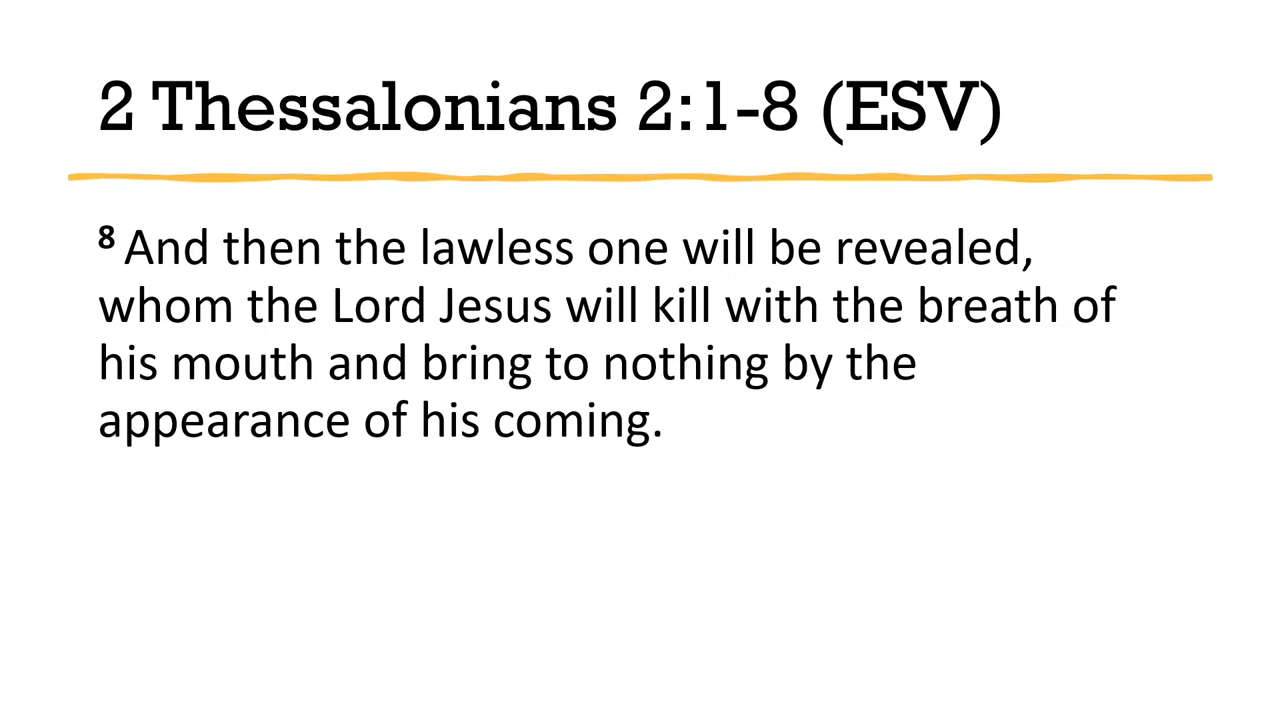 2 Thessalonians 2:1-8 (ESV)
8 And then the lawless one will be revealed,
whom the Lord Jesus will kill with the breath of
his mouth and bring to nothing by the
appearance of his coming.